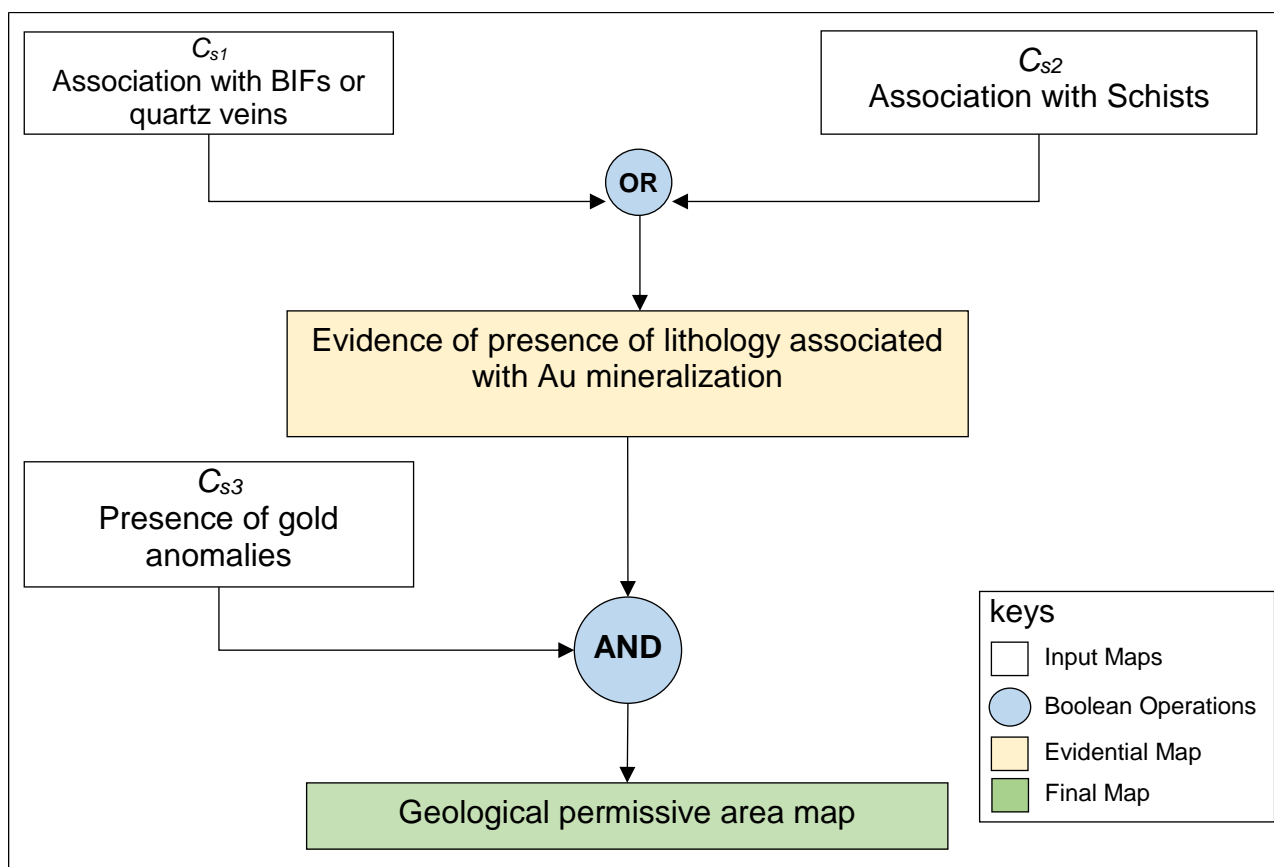 Cs1
Association with BIFs or
quartz veins
Cs2
Association with Schists
OR
Evidence of presence of lithology associated
with Au mineralization
Cs3
Presence of gold
anomalies
AND
Geological permissive area map
keys
Input Maps
Boolean Operations
Evidential Map
Final Map